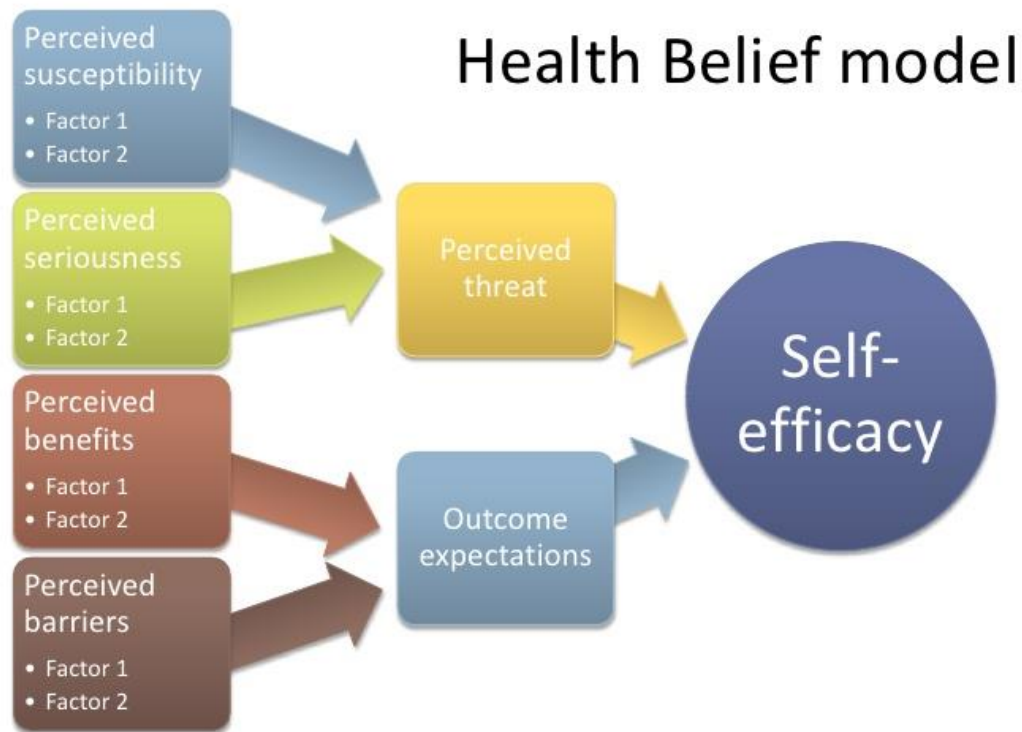 Health Belief model
Perceived
susceptibility
• Factor 1
• Factor 2
Perceived
seriousness
• Factor 1
• Factor 2
Perceived
benefits
• Factor 1
• Factor 2
Perceived
barriers
• Factor 1
• Factor 2
Perceived
threat
Outcome
expectations
Self-
efficacy